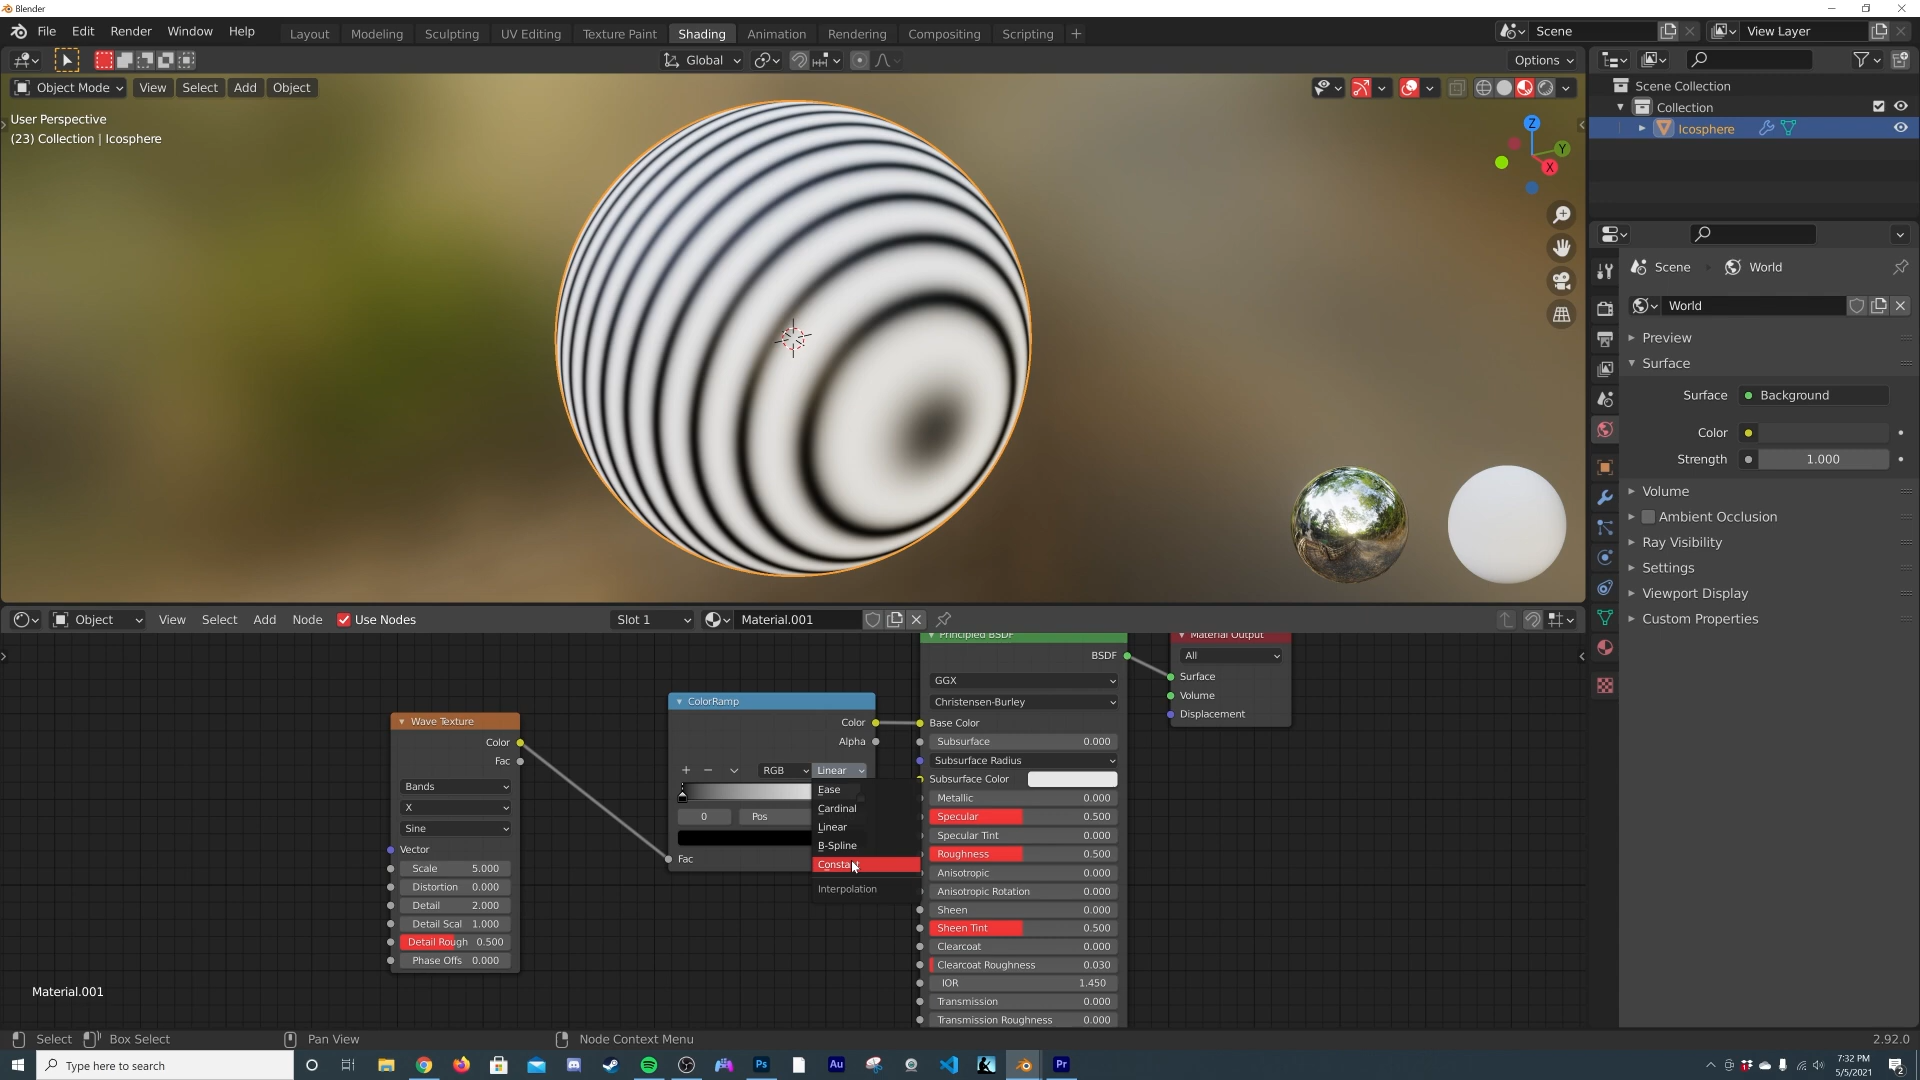 Blender
File Edit Render Window Help
Layout Modeling Sculpting UV Editing Texture Paint Shading Animation Rendering Compositing Scripting +
Scene View Layer
Global Options
Object Mode View Select Add Object
User Perspective
(23) Collection | Icosphere
Z
Y
X
Scene Collection
Collection
Icosphere
Scene World
World
Preview
Surface
Surface Background
Color
Strength 1.000
Volume
Ambient Occlusion
Ray Visibility
Settings
Viewport Display
Custom Properties
Object View Select Add Node Use Nodes Slot 1 Material.001
Wave Texture
Color
Fac
Bands
X
Sine
Vector
Scale 5.000
Distortion 0.000
Detail 2.000
Detail Scal 1.000
Detail Rough 0.500
Phase Offs 0.000
ColorRamp
Color
Alpha
RGB Linear
0 Pos
Fac
Ease
Cardinal
Linear
B-Spline
Constant
Interpolation
Principled BSDF
BSDF
GGX
Christensen-Burley
Base Color
Subsurface 0.000
Subsurface Radius
Subsurface Color
Metallic 0.000
Specular 0.500
Specular Tint 0.000
Roughness 0.500
Anisotropic 0.000
Anisotropic Rotation 0.000
Sheen 0.000
Sheen Tint 0.500
Clearcoat 0.000
Clearcoat Roughness 0.030
IOR 1.450
Transmission 0.000
Transmission Roughness 0.000
Material Output
All
Surface
Volume
Displacement
Material.001
Select Box Select Pan View Node Context Menu 2.92.0
Type here to search
Ps
Au
Pr
7:32 PM
5/5/2021
2